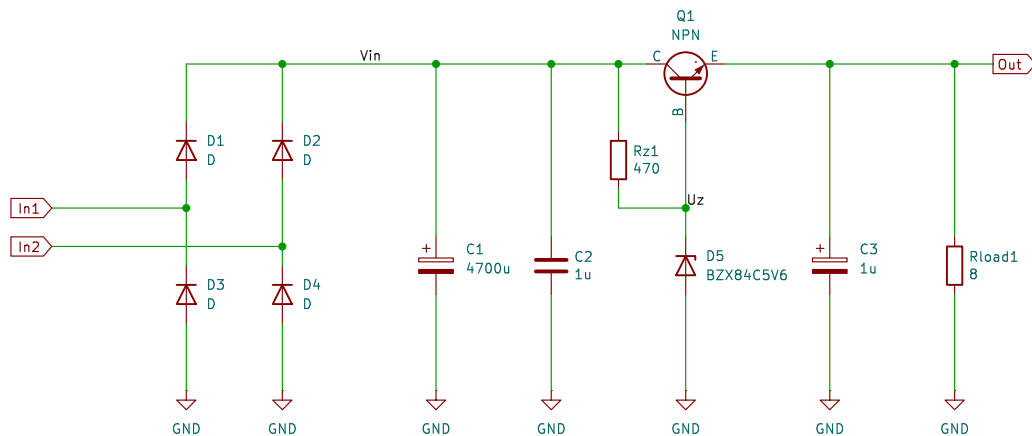 Q1
NPN
Vin
C
E
Out
B
D1
D
D2
D
Rz1
470
Uz
In1
In2
C1
4700u
C2
1u
D5
BZX84C5V6
C3
1u
Rload1
8
D3
D
D4
D
+
+
GND
GND
GND
GND
GND
GND
GND